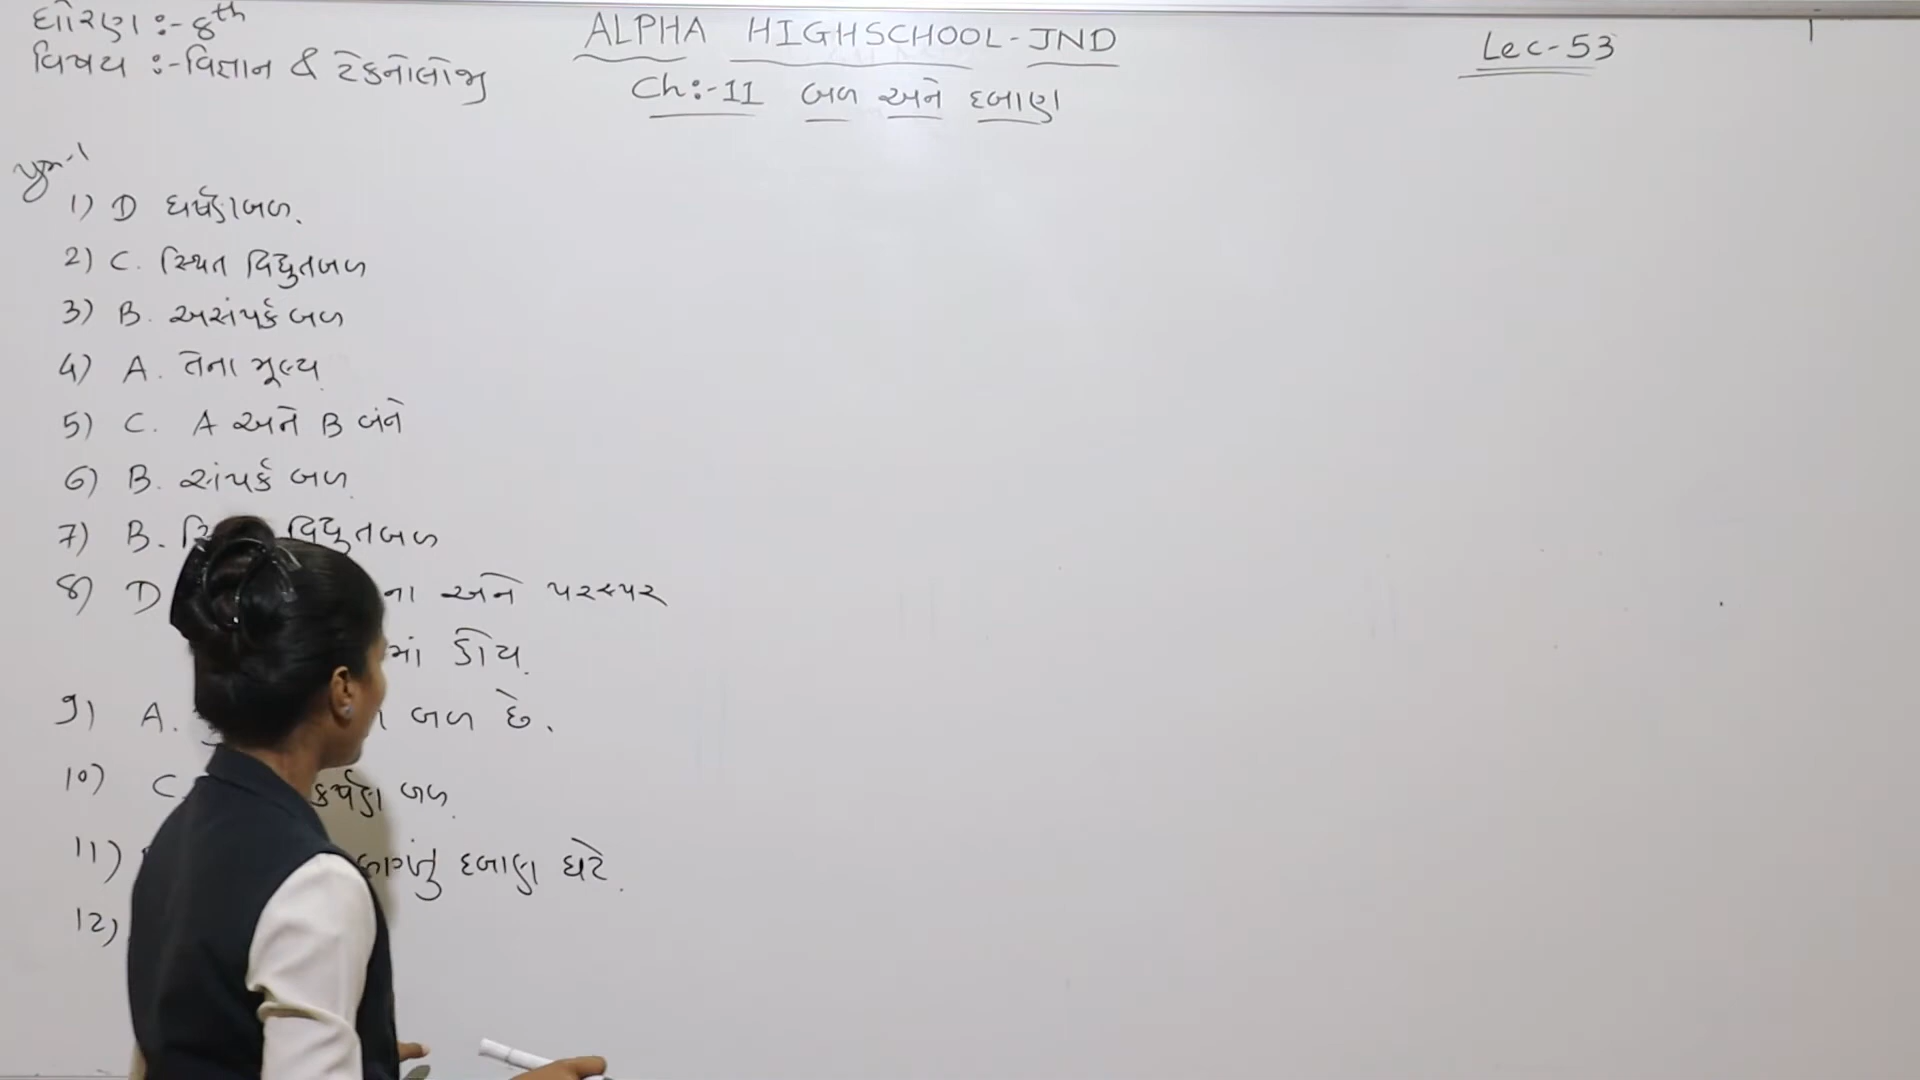 ધોરણ :- 8th
વિષય :- વિજ્ઞાન & ટેકનોલોજી
ALPHA HIGHSCHOOL-JND
Ch:-11 બળ અને દબાણ
Lec-53
1) D ઘર્ષણબળ.
2) C. સ્થિત વિદ્યુતબળ
3) B. અસંપર્ક બળ
4) A. તેના મૂલ્ય
5) C. A અને B બંને
6) B. સંપર્ક બળ
7) B. વિદ્યુતબળ
8) D ના અને પરસ્પર
માં હોય.
9) A. બળ છે.
10) C. કર્ષણ બળ
11) લાગતું દબાણ ઘટે.
12)